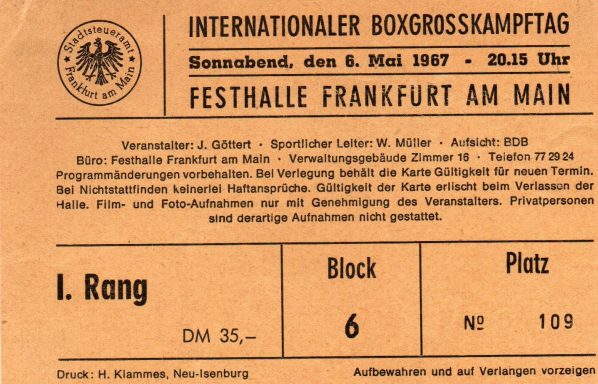 Stadtsteueramt
Frankfurt am Main
INTERNATIONALER BOXGROSSKAMPFTAG
Sonnabend, den 6. Mai 1967 - 20.15 Uhr
FESTHALLE FRANKFURT AM MAIN
Veranstalter: J. Göttert · Sportlicher Leiter: W. Müller · Aufsicht: BDB
Büro: Festhalle Frankfurt am Main · Verwaltungsgebäude Zimmer 16 · Telefon 77 29 24
Programmänderungen vorbehalten. Bei Verlegung behält die Karte Gültigkeit für neuen Termin.
Bei Nichtstattfinden keinerlei Haftansprüche. Gültigkeit der Karte erlischt beim Verlassen der
Halle. Film- und Foto-Aufnahmen nur mit Genehmigung des Veranstalters. Privatpersonen
sind derartige Aufnahmen nicht gestattet.
I. Rang
DM 35,–
Block
6
Platz
№ 109
Druck: H. Klammes, Neu-Isenburg
Aufbewahren und auf Verlangen vorzeigen